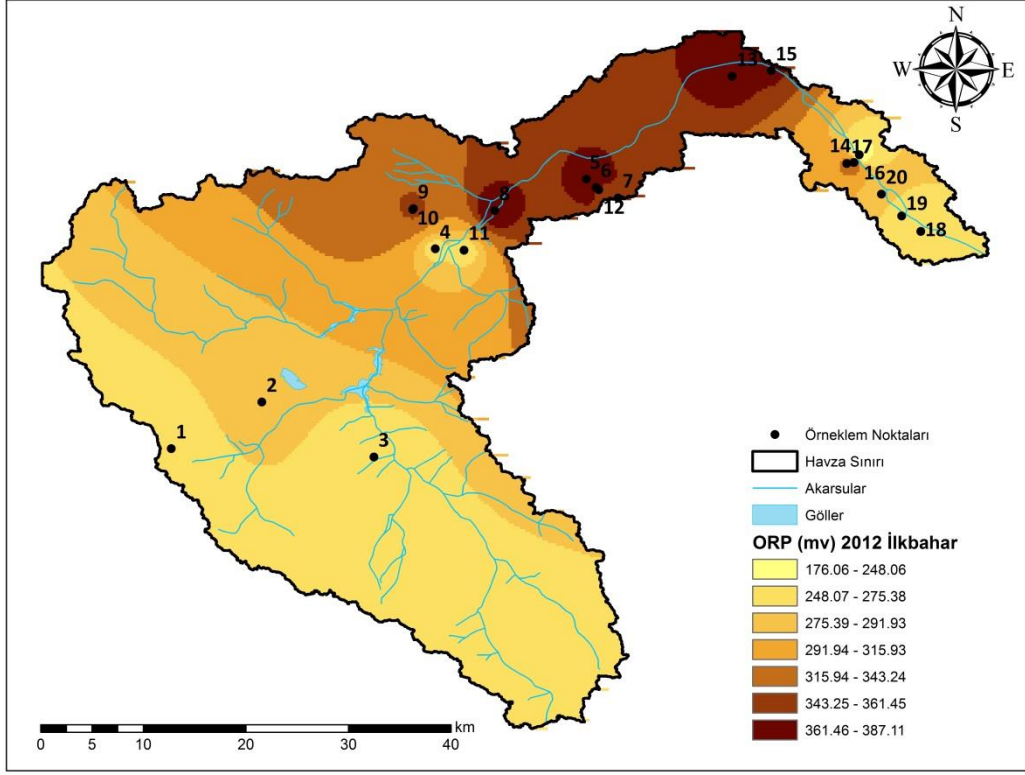 N
W E
S
13 15
14 17
16
20
19
18
5
6
7
12
9
10
8
4 11
2
1
3
Örneklem Noktaları
Havza Sınırı
Akarsular
Göller
ORP (mv) 2012 İlkbahar
176.06 - 248.06
248.07 - 275.38
275.39 - 291.93
291.94 - 315.93
315.94 - 343.24
343.25 - 361.45
361.46 - 387.11
km
0 5 10 20 30 40